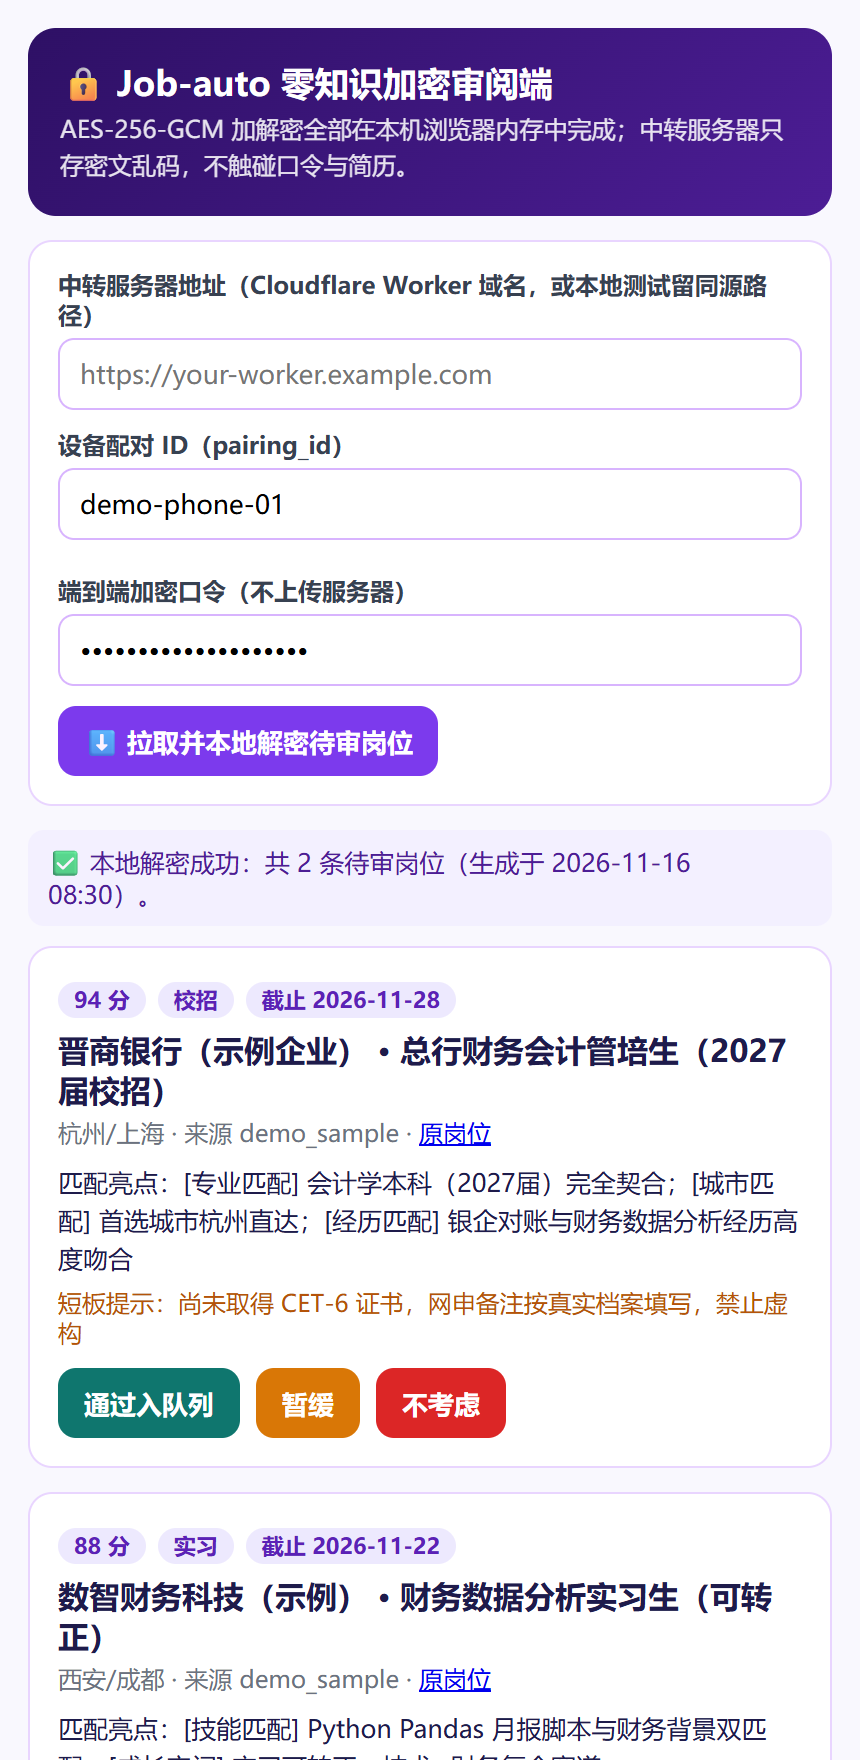 🔒 Job-auto 零知识加密审阅端
AES-256-GCM 加解密全部在本机浏览器内存中完成；中转服务器只
存密文乱码，不触碰口令与简历。
中转服务器地址（Cloudflare Worker 域名，或本地测试留同源路
径）
https://your-worker.example.com
设备配对 ID（pairing_id）
demo-phone-01
端到端加密口令（不上传服务器）
••••••••••••••••••••
⬇️ 拉取并本地解密待审岗位
✅ 本地解密成功：共 2 条待审岗位（生成于 2026-11-16
08:30）。
94 分 校招 截止 2026-11-28
晋商银行（示例企业） • 总行财务会计管培生（2027
届校招）
杭州/上海 · 来源 demo_sample · 原岗位
匹配亮点：[专业匹配] 会计学本科（2027届）完全契合；[城市匹
配] 首选城市杭州直达；[经历匹配] 银企对账与财务数据分析经历高
度吻合
短板提示：尚未取得 CET-6 证书，网申备注按真实档案填写，禁止虚
构
通过入队列 暂缓 不考虑
88 分 实习 截止 2026-11-22
数智财务科技（示例） • 财务数据分析实习生（可转
正）
西安/成都 · 来源 demo_sample · 原岗位
匹配亮点：[技能匹配] Python Pandas 月报脚本与财务背景双匹